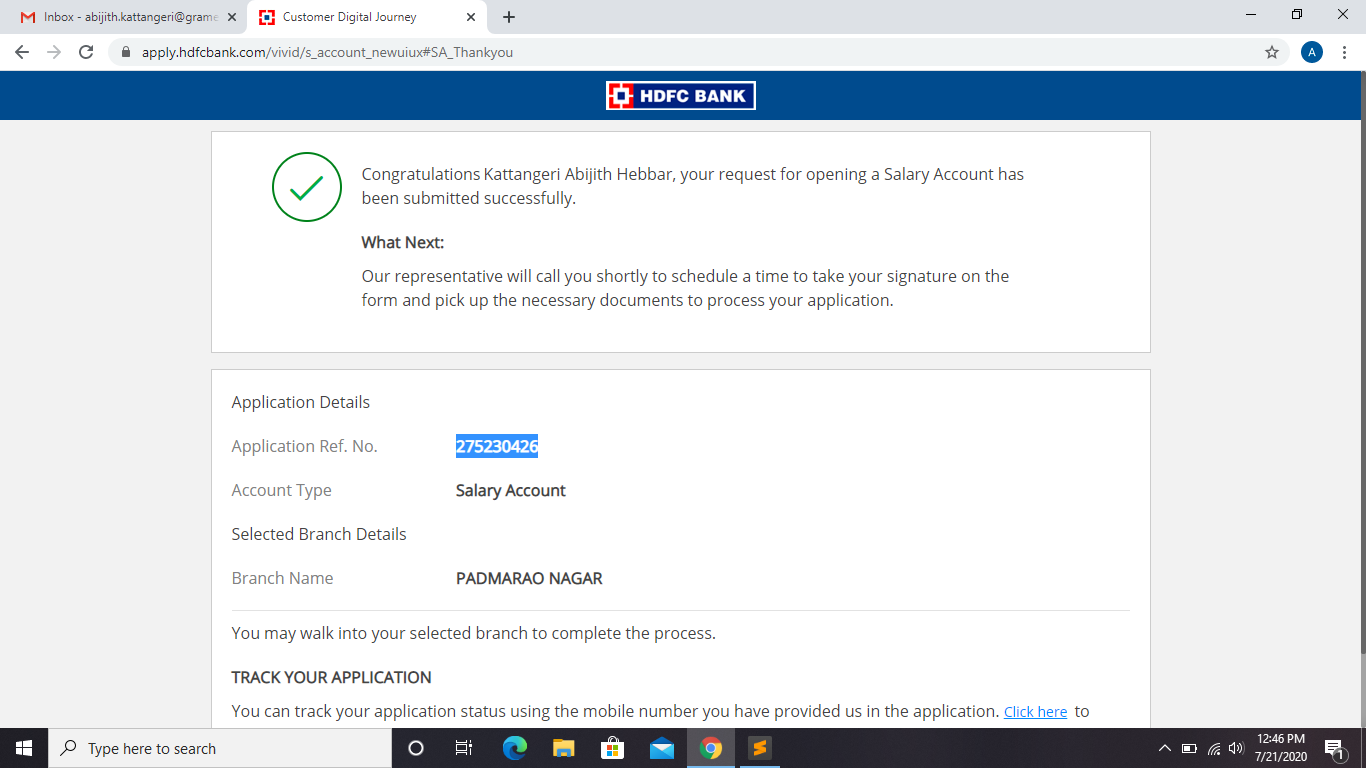 Inbox - abijith.kattangeri@grame
Customer Digital Journey
apply.hdfcbank.com/vivid/s_account_newuiux#SA_Thankyou
A
HDFC BANK
Congratulations Kattangeri Abijith Hebbar, your request for opening a Salary Account has
been submitted successfully.
What Next:
Our representative will call you shortly to schedule a time to take your signature on the
form and pick up the necessary documents to process your application.
Application Details
Application Ref. No. 275230426
Account Type Salary Account
Selected Branch Details
Branch Name PADMARAO NAGAR
You may walk into your selected branch to complete the process.
TRACK YOUR APPLICATION
You can track your application status using the mobile number you have provided us in the application. Click here to
Type here to search
12:46 PM
7/21/2020
1